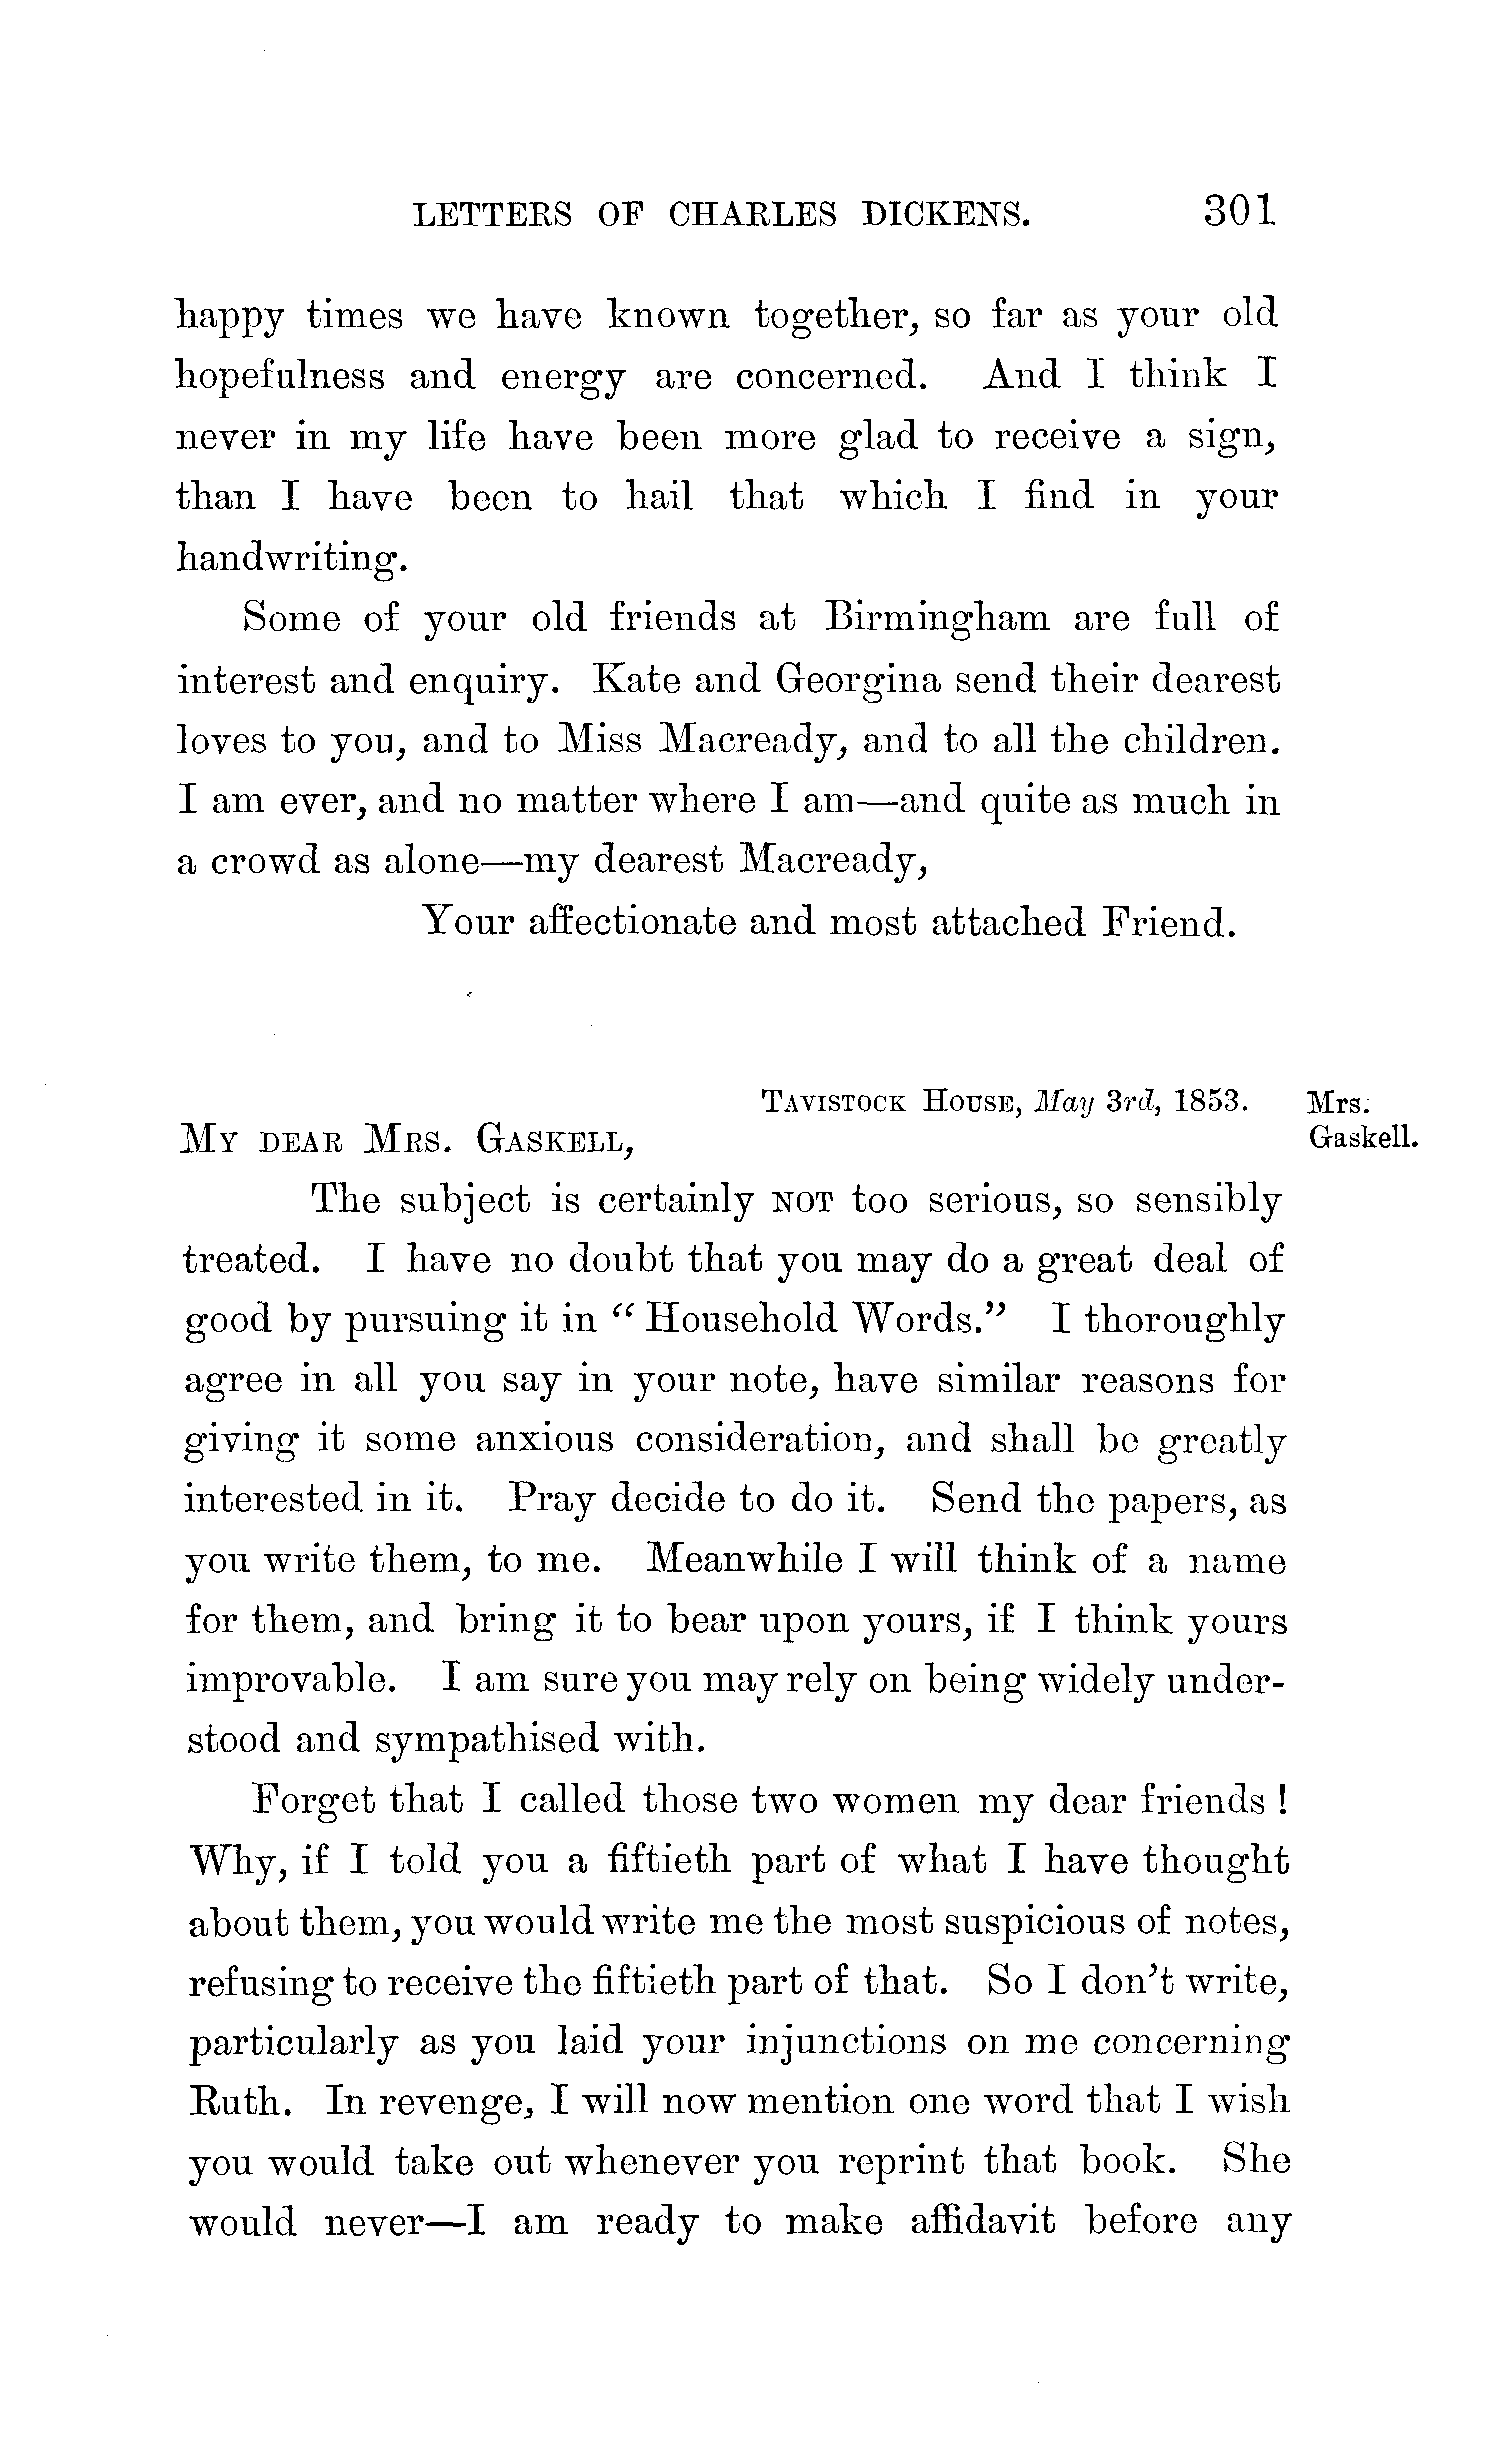 LETTERS OF CHARLES DICKENS. 301
happy times we have known together, so far as your old
hopefulness and energy are concerned. And I think I
never in my life have been more glad to receive a sign,
than I have been to hail that which I find in your
handwriting.
Some of your old friends at Birmingham are full of
interest and enquiry. Kate and Georgina send their dearest
loves to you, and to Miss Macready, and to all the children.
I am ever, and no matter where I am—and quite as much in
a crowd as alone—my dearest Macready,
Your affectionate and most attached Friend.
TAVISTOCK HOUSE, May 3rd, 1853.
Mrs.
Gaskell.
MY DEAR MRS. GASKELL,
The subject is certainly NOT too serious, so sensibly
treated. I have no doubt that you may do a great deal of
good by pursuing it in "Household Words." I thoroughly
agree in all you say in your note, have similar reasons for
giving it some anxious consideration, and shall be greatly
interested in it. Pray decide to do it. Send the papers, as
you write them, to me. Meanwhile I will think of a name
for them, and bring it to bear upon yours, if I think yours
improvable. I am sure you may rely on being widely under-
stood and sympathised with.
Forget that I called those two women my dear friends!
Why, if I told you a fiftieth part of what I have thought
about them, you would write me the most suspicious of notes,
refusing to receive the fiftieth part of that. So I don't write,
particularly as you laid your injunctions on me concerning
Ruth. In revenge, I will now mention one word that I wish
you would take out whenever you reprint that book. She
would never—I am ready to make affidavit before any